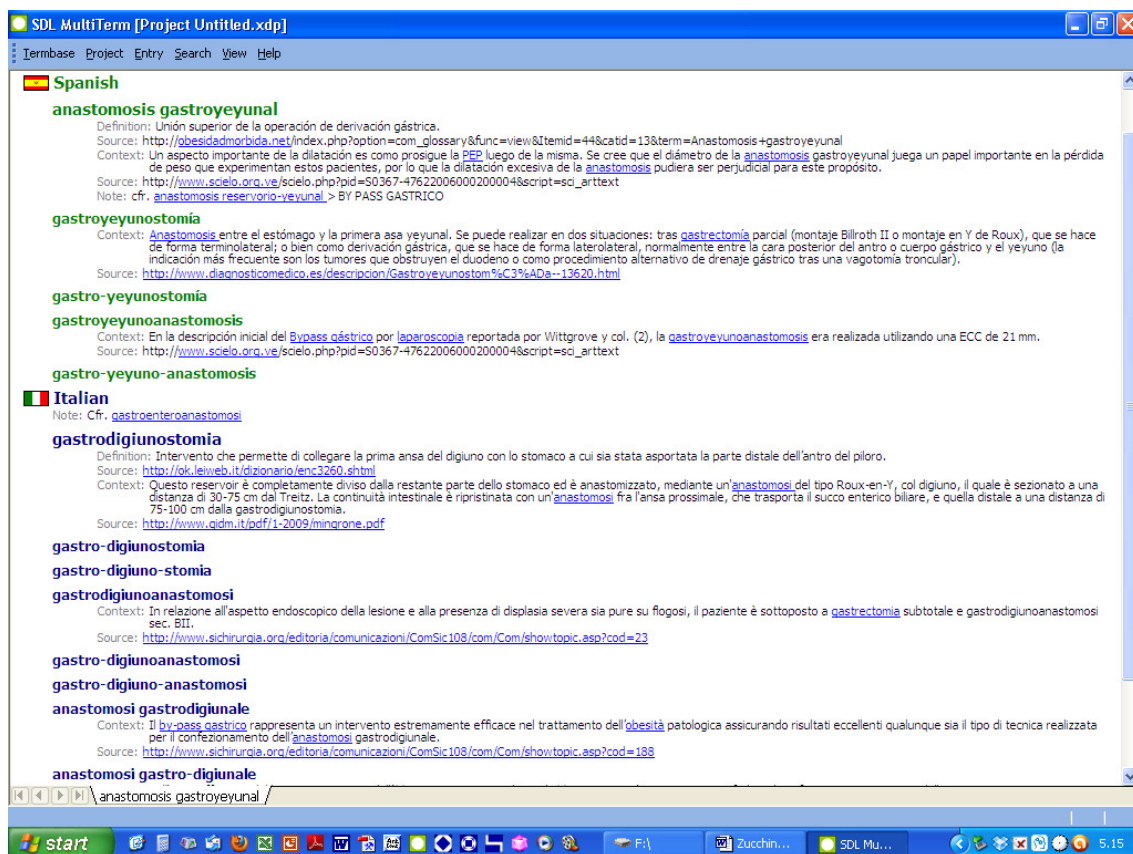 SDL MultiTerm [Project Untitled.xdp]
Termbase Project Entry Search View Help
Spanish
anastomosis gastroyeyunal
Definition: Unión superior de la operación de derivación gástrica.
Source: http://obesidadmorbida.net/index.php?option=com_glossary&func=view&Itemid=44&catid=13&term=Anastomosis+gastroyeyunal
Context: Un aspecto importante de la dilatación es como prosigue la PEP luego de la misma. Se cree que el diámetro de la anastomosis gastroyeyunal juega un papel importante en la pérdida
de peso que experimentan estos pacientes, por lo que la dilatación excesiva de la anastomosis pudiera ser perjudicial para este propósito.
Source: http://www.scielo.org.ve/scielo.php?pid=S0367-47622006000200004&script=sci_arttext
Note: cfr. anastomosis reservorio-yeyunal > BY PASS GASTRICO
gastroyeyunostomía
Context: Anastomosis entre el estómago y la primera asa yeyunal. Se puede realizar en dos situaciones: tras gastrectomía parcial (montaje Billroth II o montaje en Y de Roux), que se hace
de forma terminolateral; o bien como derivación gástrica, que se hace de forma laterolateral, normalmente entre la cara posterior del antro o cuerpo gástrico y el yeyuno (la
indicación más frecuente son los tumores que obstruyen el duodeno o como procedimiento alternativo de drenaje gástrico tras una vagotomía troncular).
Source: http://www.diagnosticomedico.es/descripcion/Gastroyeyunostom%C3%ADa--13620.html
gastro-yeyunostomía
gastroyeyunoanastomosis
Context: En la descripción inicial del Bypass gástrico por laparoscopia reportada por Wittgrove y col. (2), la gastroyeyunoanastomosis era realizada utilizando una ECC de 21 mm.
Source: http://www.scielo.org.ve/scielo.php?pid=S0367-47622006000200004&script=sci_arttext
gastro-yeyuno-anastomosis
Italian
Note: Cfr. gastroenteroanastomosi
gastrodigiunostomia
Definition: Intervento che permette di collegare la prima ansa del digiuno con lo stomaco a cui sia stata asportata la parte distale dell'antro del piloro.
Source: http://ok.leiweb.it/dizionario/enc3260.shtml
Context: Questo reservoir è completamente diviso dalla restante parte dello stomaco ed è anastomizzato, mediante un'anastomosi del tipo Roux-en-Y, col digiuno, il quale è sezionato a una
distanza di 30-75 cm dal Treitz. La continuità intestinale è ripristinata con un'anastomosi fra l'ansa prossimale, che trasporta il succo enterico biliare, e quella distale a una distanza di
75-100 cm dalla gastrodigiunostomia.
Source: http://www.gidm.it/pdf/1-2009/mingrone.pdf
gastro-digiunostomia
gastro-digiuno-stomia
gastrodigiunoanastomosi
Context: In relazione all'aspetto endoscopico della lesione e alla presenza di displasia severa sia pure su flogosi, il paziente è sottoposto a gastrectomia subtotale e gastrodigiunoanastomosi
sec. BII.
Source: http://www.sichirurgia.org/editoria/comunicazioni/ComSic108/com/Com/showtopic.asp?cod=23
gastro-digiunoanastomosi
gastro-digiuno-anastomosi
anastomosi gastrodigiunale
Context: Il by-pass gastrico rappresenta un intervento estremamente efficace nel trattamento dell'obesità patologica assicurando risultati eccellenti qualunque sia il tipo di tecnica realizzata
per il confezionamento dell'anastomosi gastrodigiunale.
Source: http://www.sichirurgia.org/editoria/comunicazioni/ComSic108/com/Com/showtopic.asp?cod=188
anastomosi gastro-digiunale
anastomosis gastroyeyunal
start F:\ Zucchin... SDL Mu... 5.15